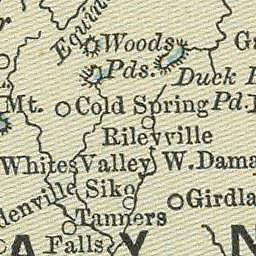 Equin
Woods
Pds.
Duck
Mt.
Cold Spring
Pd.
Rileyville
Whites Valley
W.Dama
denville
Siko
Girdla
Tanners
Falls
A Y N